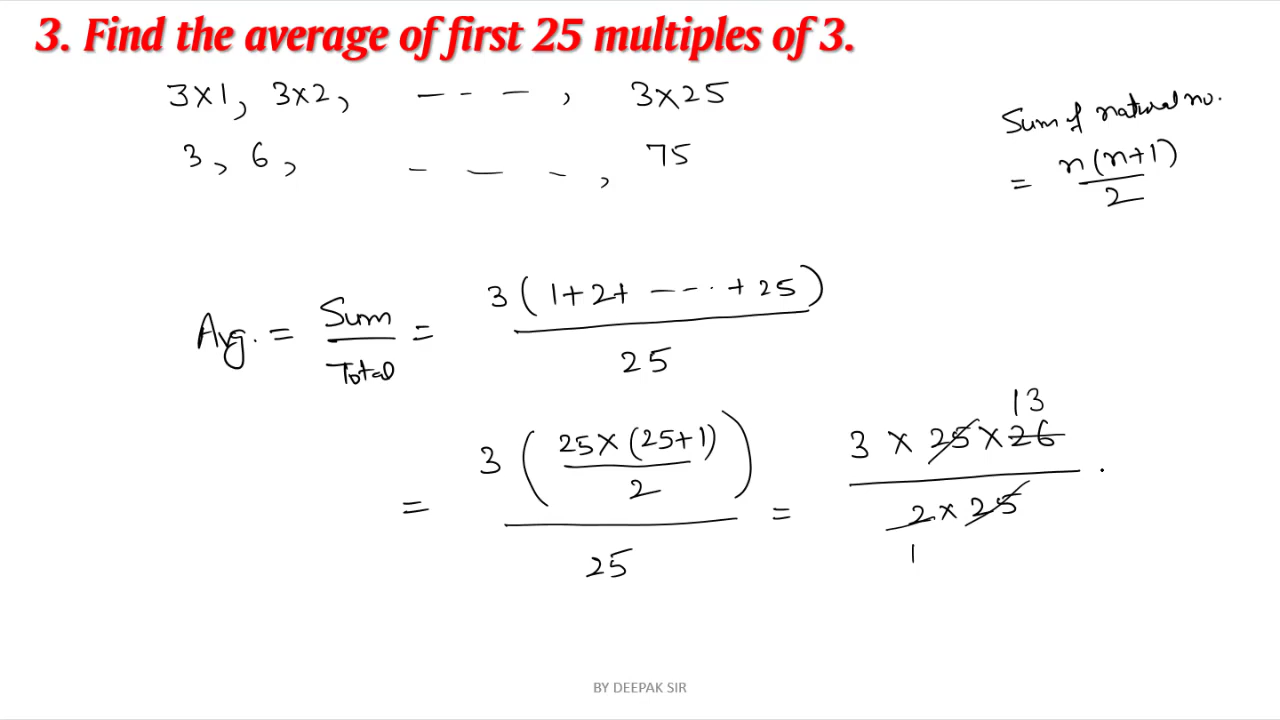 3. Find the average of first 25 multiples of 3.
3×1, 3×2, — - — , 3×25
3, 6, - — - , 75
Sum of natural no.
= n(n+1)/2
Avg. = Sum/Total = 3(1+2+ — - · · +25)/25
= 3(25×(25+1)/2)/25 = 3×25×26/2×25 .
13
1
BY DEEPAK SIR